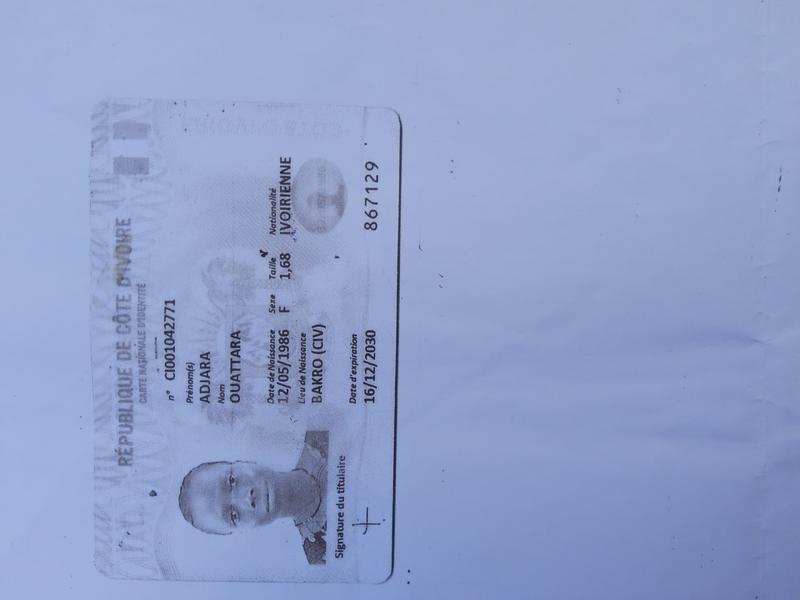 RÉPUBLIQUE DE CÔTE D'IVOIRE
CARTE NATIONALE D'IDENTITÉ
n° CI001042771
Prénom(s)
ADJARA
Nom
OUATTARA
Date de Naissance Sexe Taille Nationalité
12/05/1986 F 1,68 IVOIRIENNE
Lieu de Naissance
BAKRO (CIV)
Date d'expiration
16/12/2030
867129
Signature du titulaire